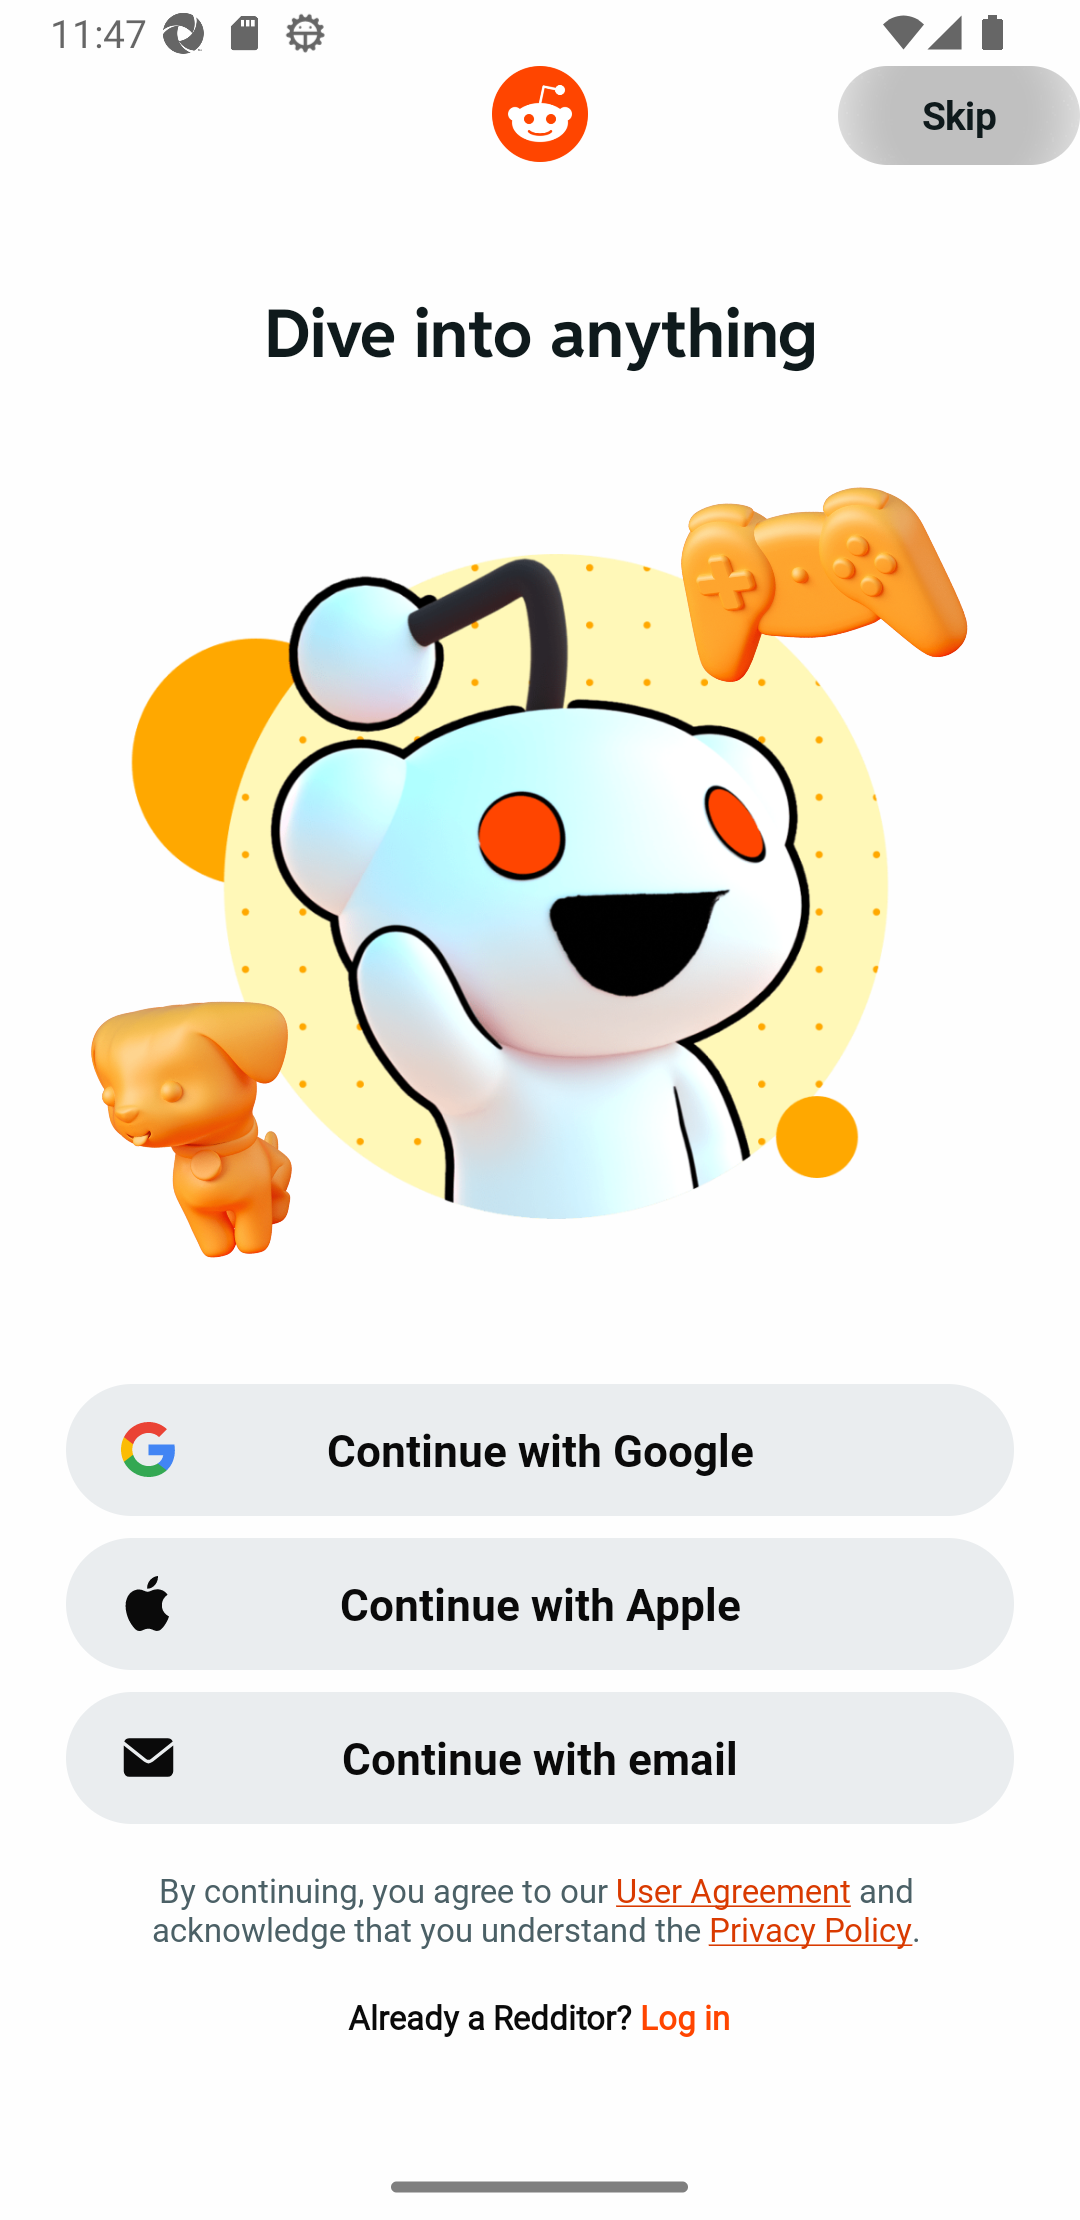 11:47
Skip
Dive into anything
Continue with Google
Continue with Apple
Continue with email
By continuing, you agree to our User Agreement and
acknowledge that you understand the Privacy Policy.
Already a Redditor? Log in